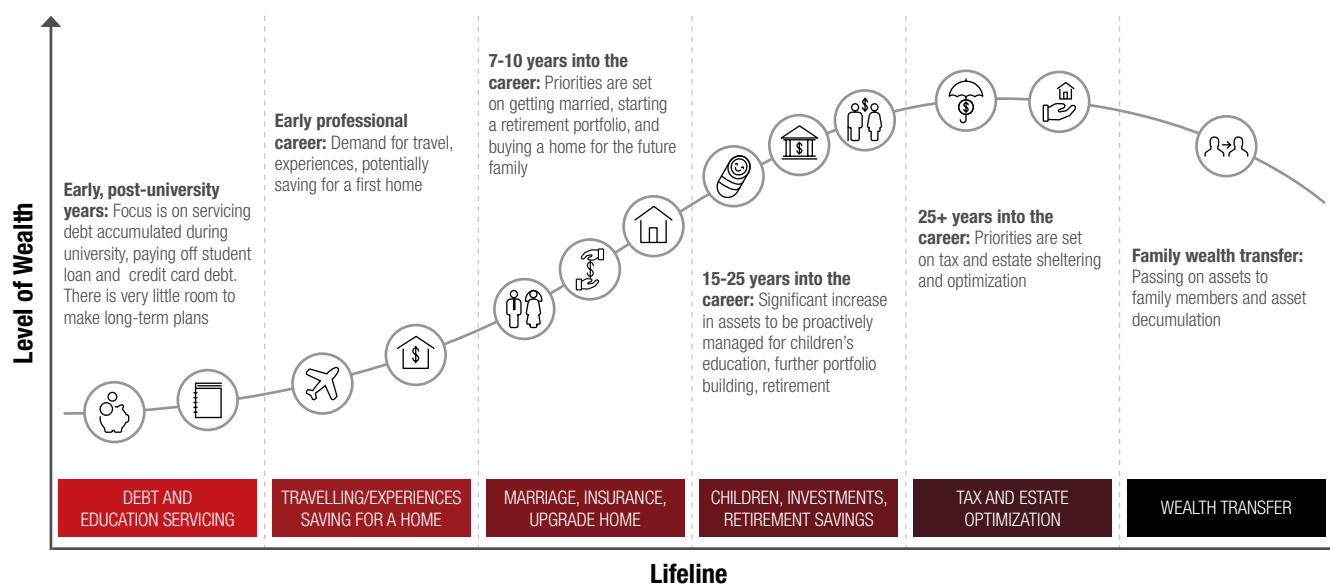 Level of Wealth
Early, post-university
years: Focus is on servicing
debt accumulated during
university, paying off student
loan and  credit card debt.
There is very little room to
make long-term plans
Early professional
career: Demand for travel,
experiences, potentially
saving for a first home
$
7-10 years into the
career: Priorities are set
on getting married, starting
a retirement portfolio, and
buying a home for the future
family
$
15-25 years into the
career: Significant increase
in assets to be proactively
managed for children’s
education, further portfolio
building, retirement
$
$
25+ years into the
career: Priorities are set
on tax and estate sheltering
and optimization
$
Family wealth transfer:
Passing on assets to
family members and asset
decumulation
DEBT AND
EDUCATION SERVICING
TRAVELLING/EXPERIENCES
SAVING FOR A HOME
MARRIAGE, INSURANCE,
UPGRADE HOME
CHILDREN, INVESTMENTS,
RETIREMENT SAVINGS
TAX AND ESTATE
OPTIMIZATION
WEALTH TRANSFER
Lifeline